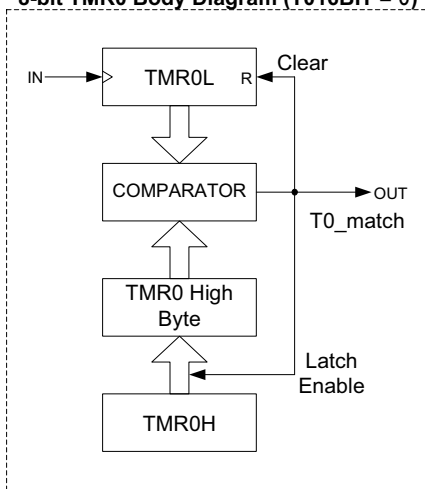 8-bit TMR0 Body Diagram (T016BIT = 0)
IN
TMR0L
R
Clear
COMPARATOR
OUT
T0_match
TMR0 High
Byte
Latch
Enable
TMR0H